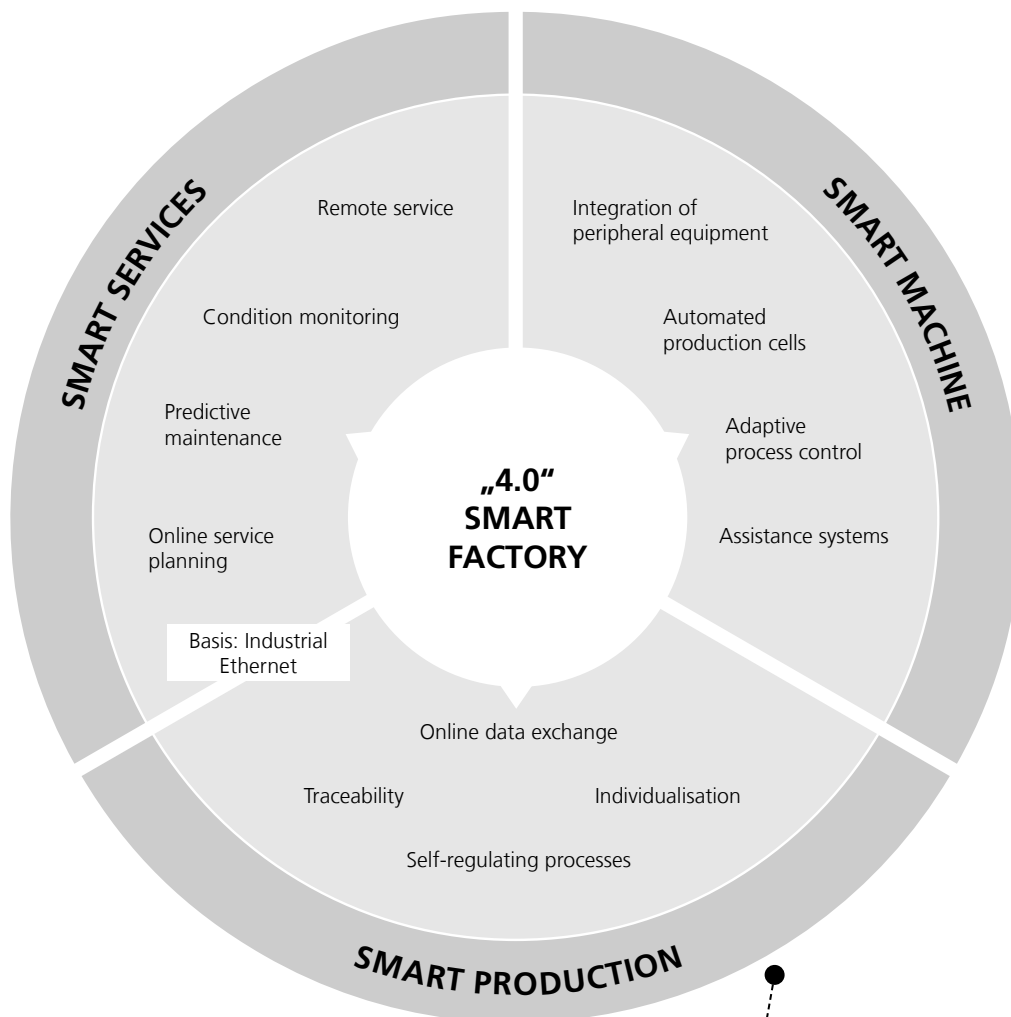 SMART SERVICES
Remote service
Condition monitoring
Predictive
maintenance
Online service
planning
Basis: Industrial
Ethernet
SMART MACHINE
Integration of
peripheral equipment
Automated
production cells
Adaptive
process control
Assistance systems
„4.0“
SMART
FACTORY
Online data exchange
Traceability
Individualisation
Self-regulating processes
SMART PRODUCTION